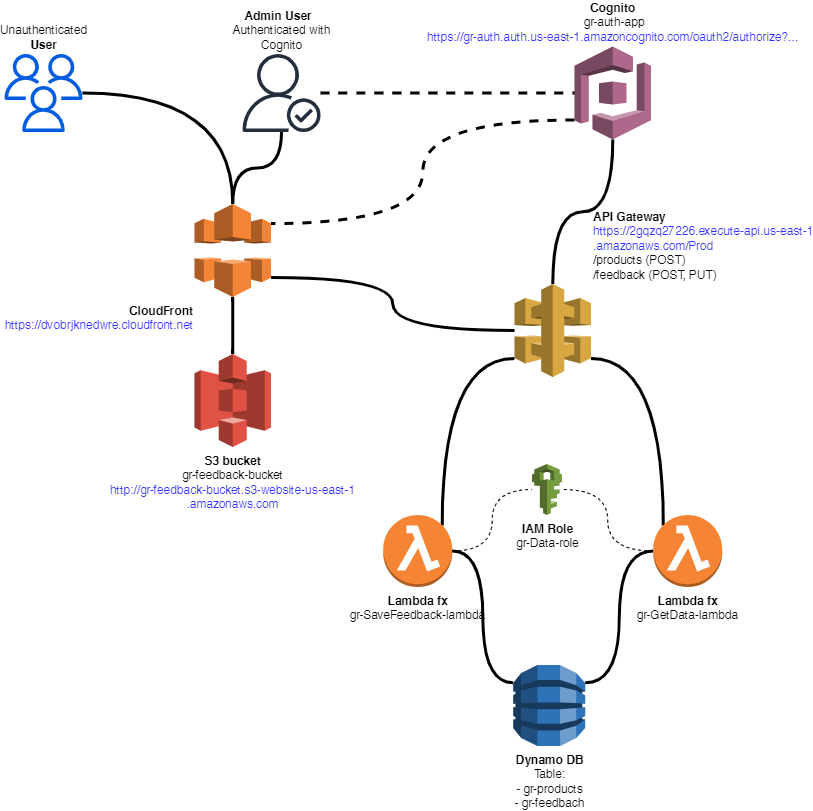 Unauthenticated
User
Admin User
Authenticated with
Cognito
Cognito
gr-auth-app
https://gr-auth.auth.us-east-1.amazoncognito.com/oauth2/authorize?...
API Gateway
https://2gqzq27226.execute-api.us-east-1
.amazonaws.com/Prod
/products (POST)
/feedback (POST, PUT)
CloudFront
https://dvobrjknedwre.cloudfront.net
S3 bucket
gr-feedback-bucket
http://gr-feedback-bucket.s3-website-us-east-1
.amazonaws.com
IAM Role
gr-Data-role
Lambda fx
gr-SaveFeedback-lambda
Lambda fx
gr-GetData-lambda
Dynamo DB
Table:
- gr-products
- gr-feedbach